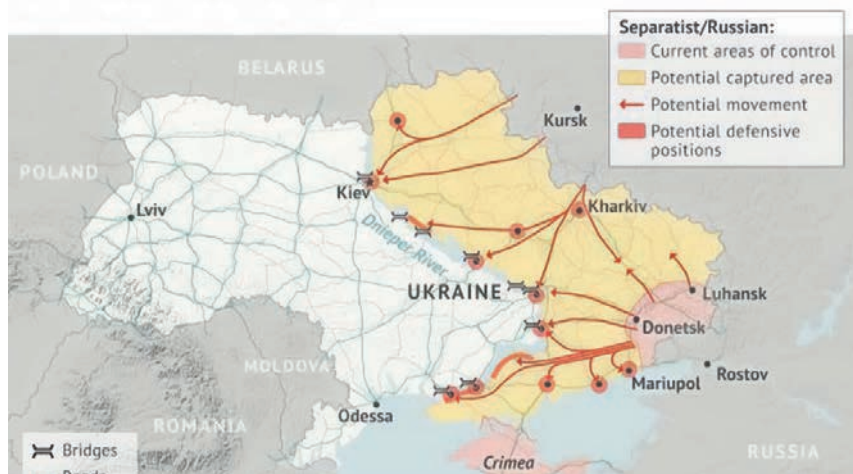 Separatist/Russian:
Current areas of control
Potential captured area
Potential movement
Potential defensive
positions
BELARUS
Kursk
POLAND
Kiev
Lviv
Kharkiv
Dnieper River
UKRAINE
Luhansk
Donetsk
MOLDOVA
Mariupol
Rostov
Odessa
ROMANIA
Bridges
RUSSIA
Crimea